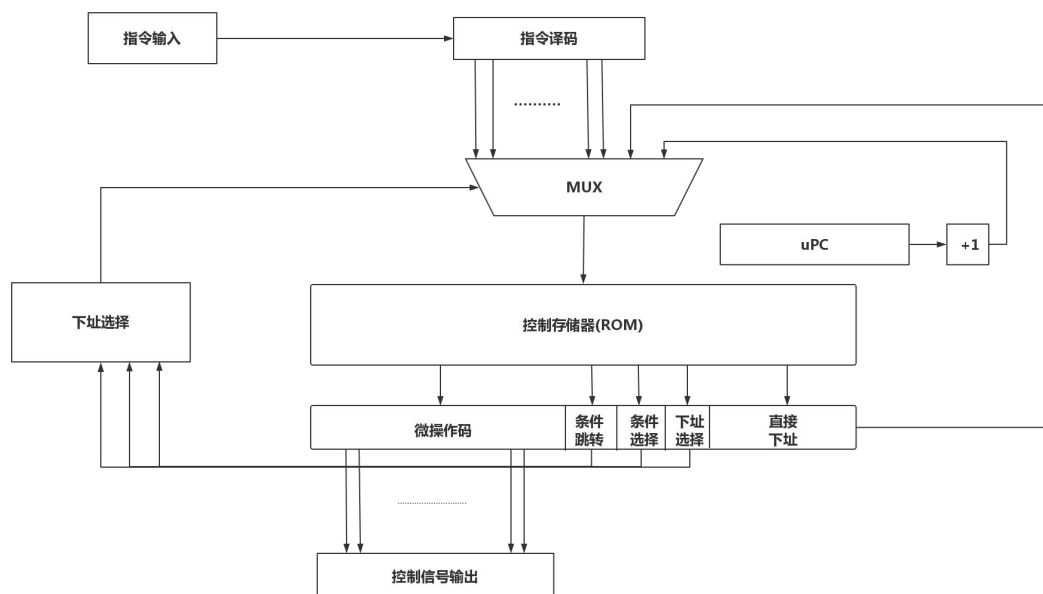 指令输入
指令译码
MUX
uPC
+1
下址选择
控制存储器(ROM)
微操作码
条件
跳转
条件
选择
下址
选择
直接
下址
控制信号输出